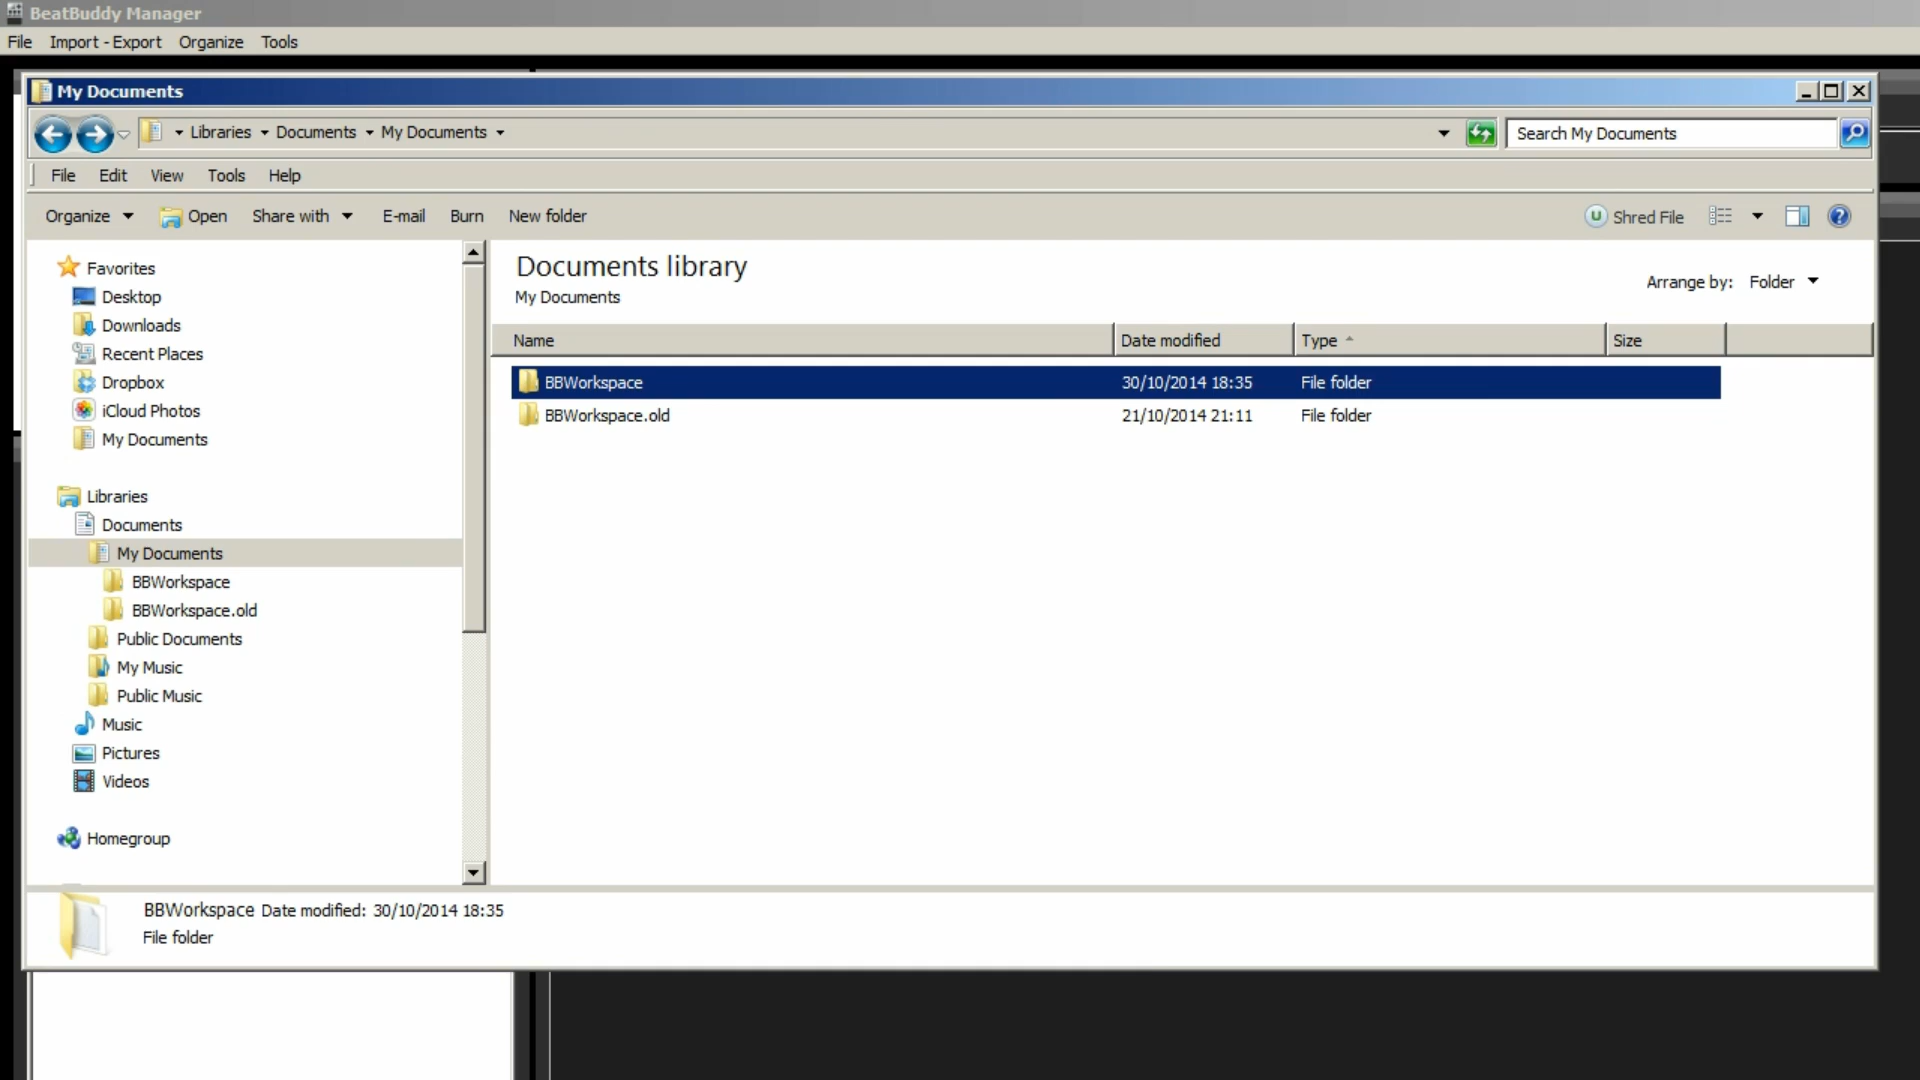 BeatBuddy Manager
File Import - Export Organize Tools
My Documents
Libraries Documents My Documents
Search My Documents
File Edit View Tools Help
Organize Open Share with E-mail Burn New folder
Shred File
Favorites
Desktop
Downloads
Recent Places
Dropbox
iCloud Photos
My Documents
Libraries
Documents
My Documents
BBWorkspace
BBWorkspace.old
Public Documents
My Music
Public Music
Music
Pictures
Videos
Homegroup
Documents library
My Documents
Arrange by: Folder
Name Date modified Type Size
BBWorkspace 30/10/2014 18:35 File folder
BBWorkspace.old 21/10/2014 21:11 File folder
BBWorkspace Date modified: 30/10/2014 18:35
File folder